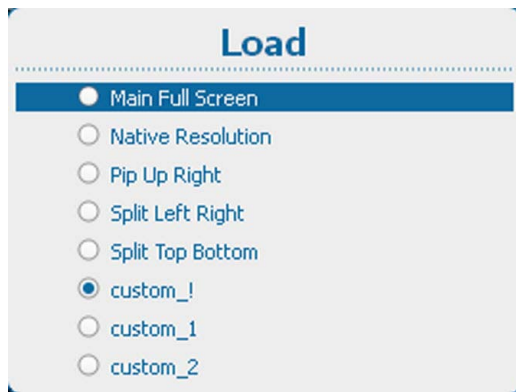 Load
Main Full Screen
Native Resolution
Pip Up Right
Split Left Right
Split Top Bottom
custom_!
custom_1
custom_2